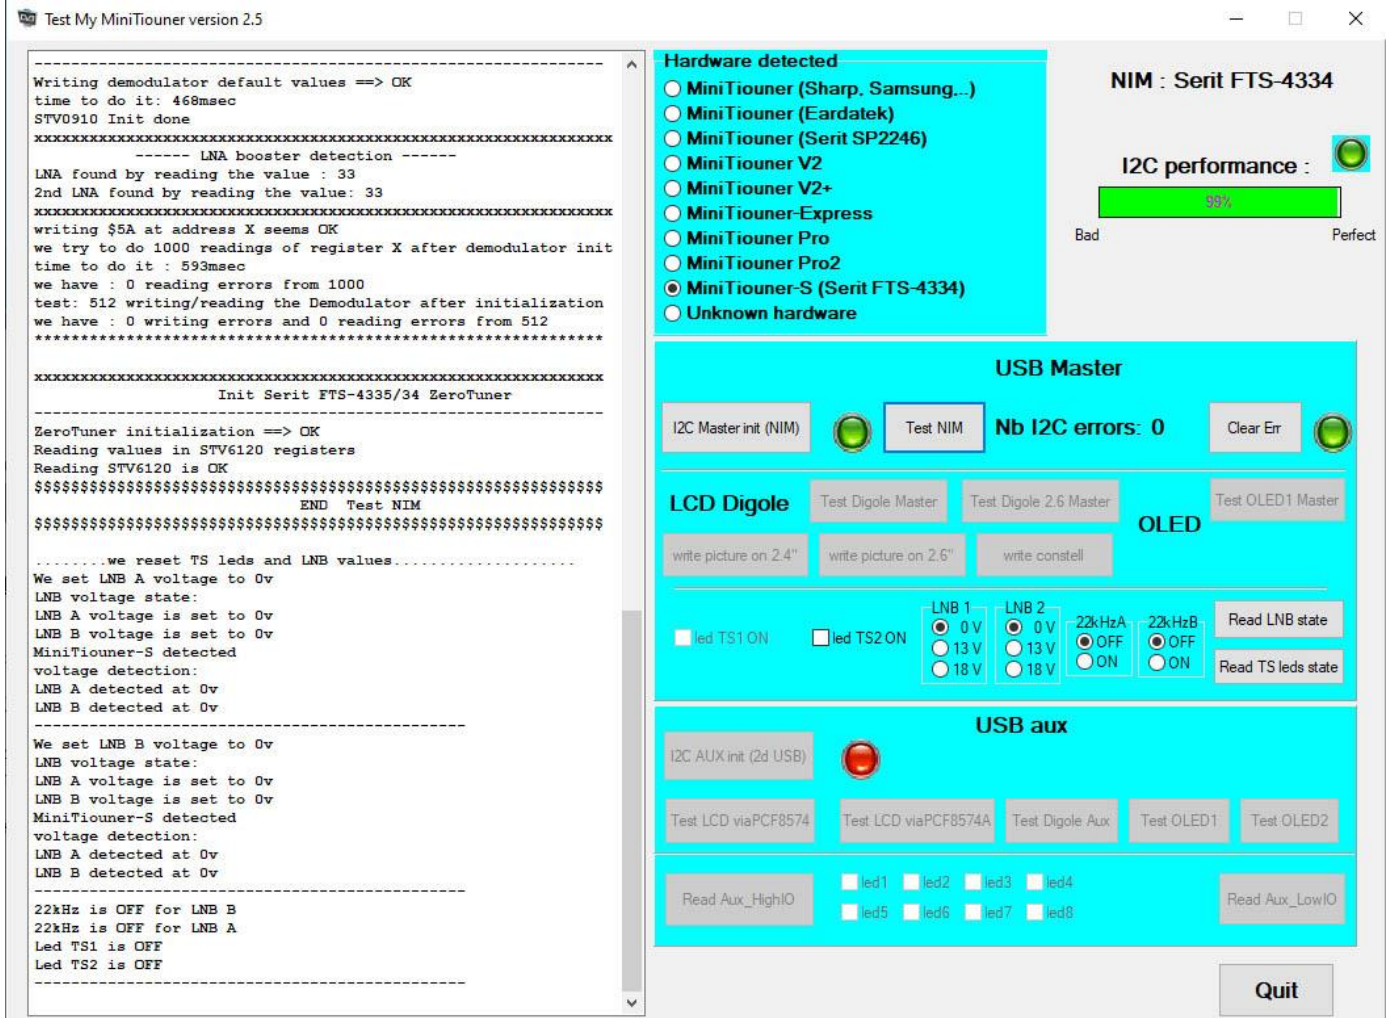 Test My MiniTiouner version 2.5
--------------------------------------------------------------
Writing demodulator default values ==> OK
time to do it: 468msec
STV0910 Init done
xxxxxxxxxxxxxxxxxxxxxxxxxxxxxxxxxxxxxxxxxxxxxxxxxxxxxxxxxxxxxxx
------ LNA booster detection ------
LNA found by reading the value : 33
2nd LNA found by reading the value: 33
xxxxxxxxxxxxxxxxxxxxxxxxxxxxxxxxxxxxxxxxxxxxxxxxxxxxxxxxxxxxxxx
writing $5A at address X seems OK
we try to do 1000 readings of register X after demodulator init
time to do it : 593msec
we have : 0 reading errors from 1000
test: 512 writing/reading the Demodulator after initialization
we have : 0 writing errors and 0 reading errors from 512
**************************************************************
xxxxxxxxxxxxxxxxxxxxxxxxxxxxxxxxxxxxxxxxxxxxxxxxxxxxxxxxxxxxxx
Init Serit FTS-4335/34 ZeroTuner
--------------------------------------------------------------
ZeroTuner initialization ==> OK
Reading values in STV6120 registers
Reading STV6120 is OK
$$$$$$$$$$$$$$$$$$$$$$$$$$$$$$$$$$$$$$$$$$$$$$$$$$$$$$$$$$$$$$
END  Test NIM
$$$$$$$$$$$$$$$$$$$$$$$$$$$$$$$$$$$$$$$$$$$$$$$$$$$$$$$$$$$$$$
........we reset TS leds and LNB values....................
We set LNB A voltage to 0v
LNB voltage state:
LNB A voltage is set to 0v
LNB B voltage is set to 0v
MiniTiouner-S detected
voltage detection:
LNB A detected at 0v
LNB B detected at 0v
-----------------------------------------------
We set LNB B voltage to 0v
LNB voltage state:
LNB A voltage is set to 0v
LNB B voltage is set to 0v
MiniTiouner-S detected
voltage detection:
LNB A detected at 0v
LNB B detected at 0v
-----------------------------------------------
22kHz is OFF for LNB B
22kHz is OFF for LNB A
Led TS1 is OFF
Led TS2 is OFF
-----------------------------------------------
Hardware detected
MiniTiouner (Sharp, Samsung,..)
MiniTiouner (Eardatek)
MiniTiouner (Serit SP2246)
MiniTiouner V2
MiniTiouner V2+
MiniTiouner-Express
MiniTiouner Pro
MiniTiouner Pro2
MiniTiouner-S (Serit FTS-4334)
Unknown hardware
NIM : Serit FTS-4334
I2C performance :
99%
Bad Perfect
USB Master
I2C Master init (NIM) Test NIM Nb I2C errors: 0 Clear Err
LCD Digole Test Digole Master Test Digole 2.6 Master OLED Test OLED1 Master
write picture on 2.4" write picture on 2.6" write constell
led TS1 ON led TS2 ON
LNB 1
0 V
13 V
18 V
LNB 2
0 V
13 V
18 V
22kHzA
OFF
ON
22kHzB
OFF
ON
Read LNB state
Read TS leds state
USB aux
I2C AUX init (2d USB)
Test LCD viaPCF8574 Test LCD viaPCF8574A Test Digole Aux Test OLED1 Test OLED2
Read Aux_HighIO
led1 led2 led3 led4
led5 led6 led7 led8
Read Aux_LowIO
Quit